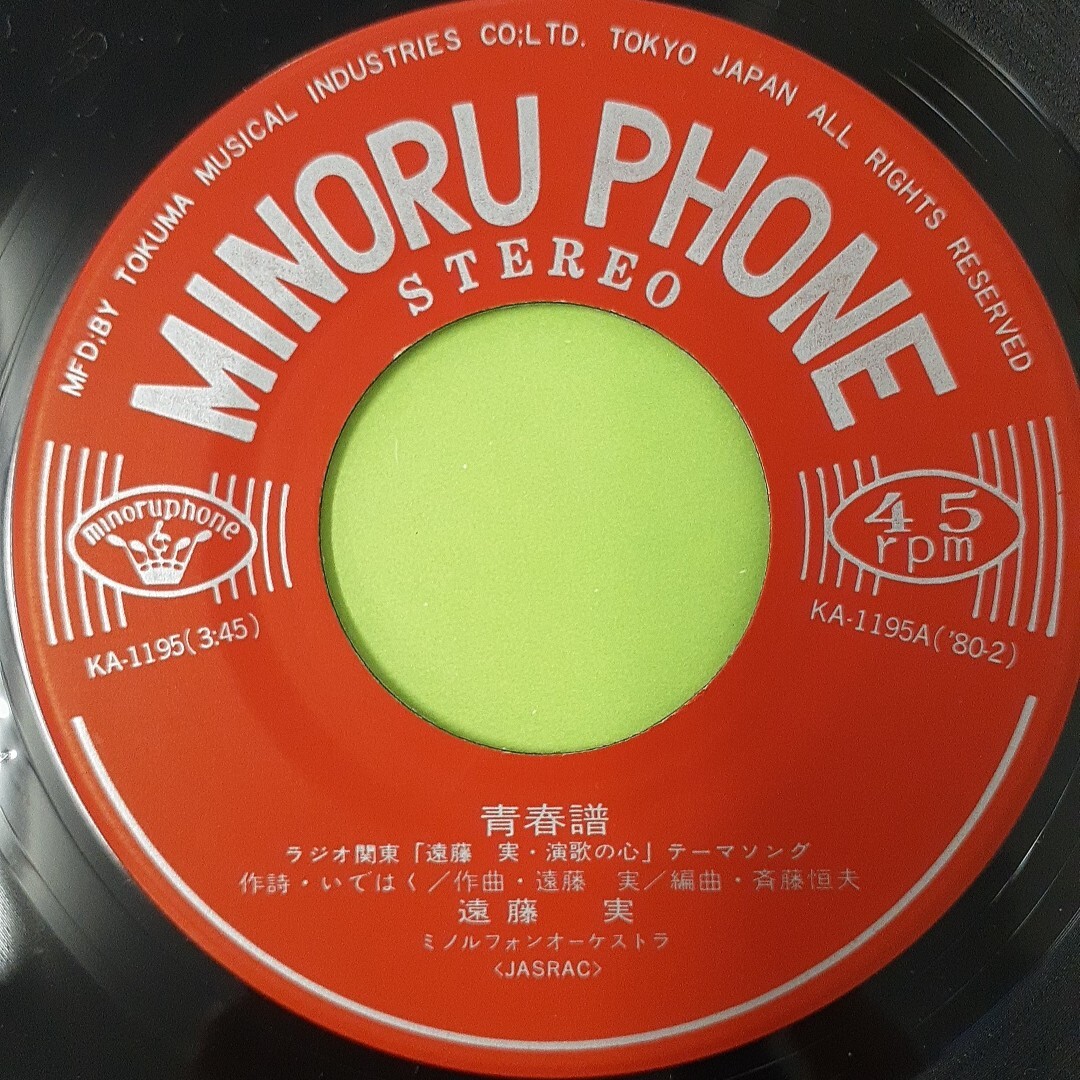 MFD;BY TOKUMA MUSICAL INDUSTRIES CO;LTD. TOKYO JAPAN ALL RIGHTS RESERVED
MINORU PHONE
STEREO
minoruphone
45
rpm
KA-1195(3:45)
KA-1195A('80-2)
青春譜
ラジオ関東「遠藤 実・演歌の心」テーマソング
作詩・いではく／作曲・遠藤 実／編曲・斉藤恒夫
遠藤 実
ミノルフォンオーケストラ
<JASRAC>